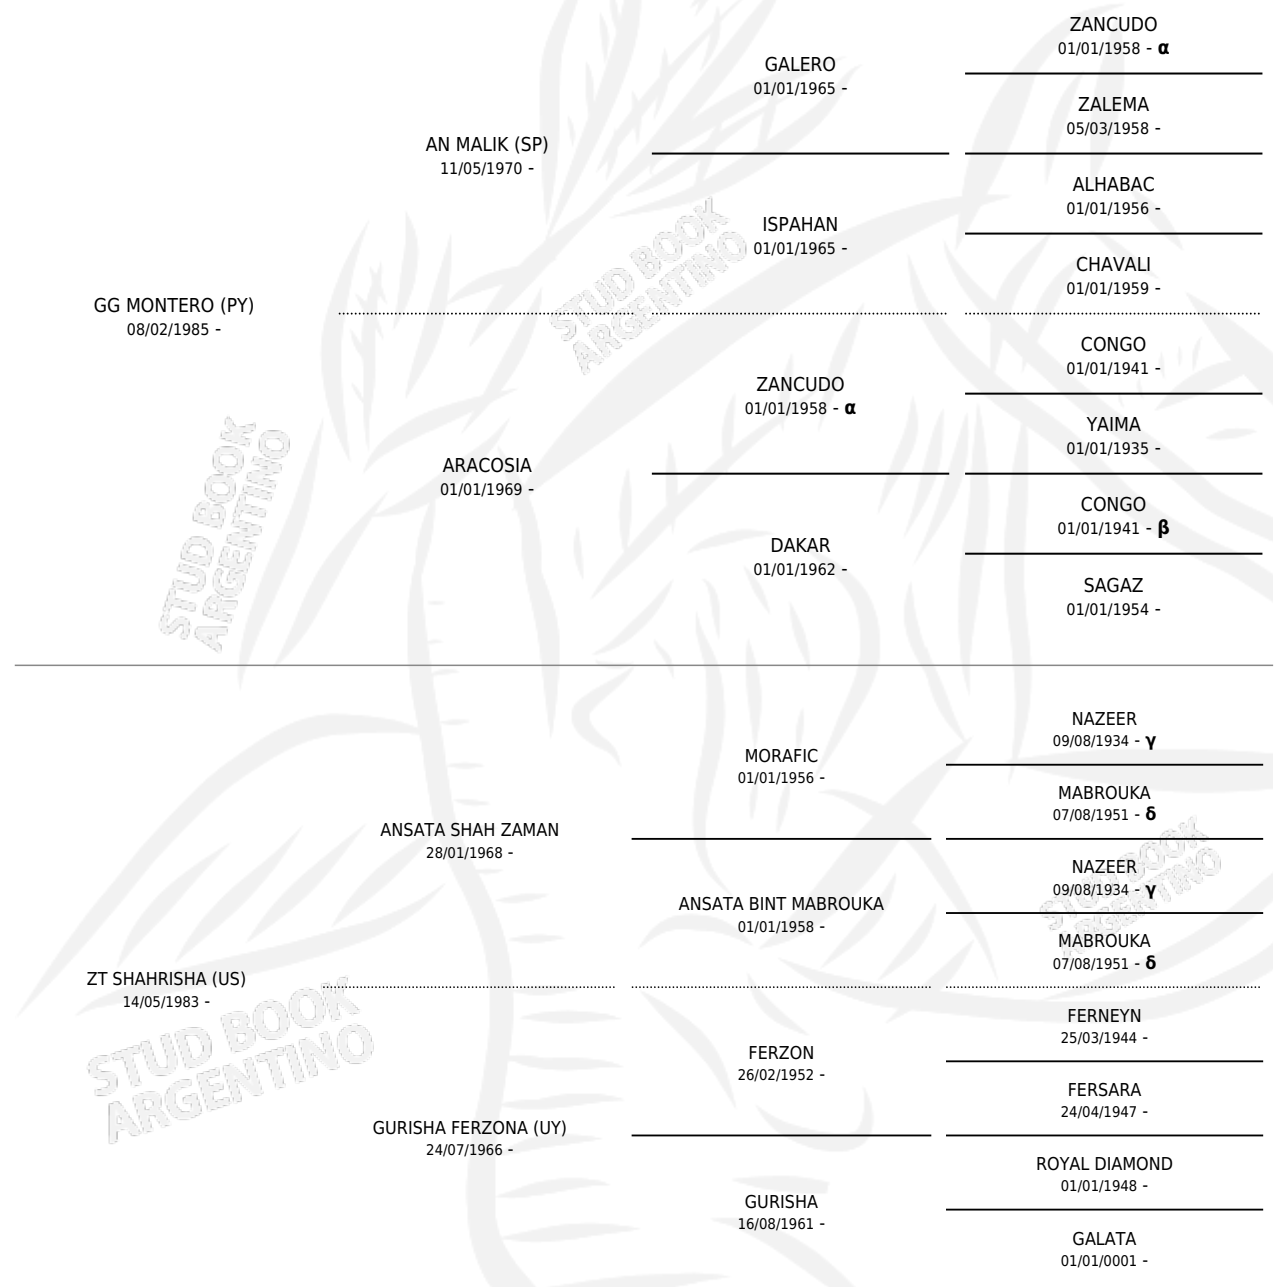 ZANCUDO
01/01/1958 - α
GALERO
01/01/1965 -
ZALEMA
05/03/1958 -
AN MALIK (SP)
11/05/1970 -
ALHABAC
01/01/1956 -
ISPAHAN
01/01/1965 -
CHAVALI
01/01/1959 -
GG MONTERO (PY)
08/02/1985 -
CONGO
01/01/1941 -
ZANCUDO
01/01/1958 - α
YAIMA
01/01/1935 -
ARACOSIA
01/01/1969 -
CONGO
01/01/1941 - β
DAKAR
01/01/1962 -
SAGAZ
01/01/1954 -
STUD BOOK
ARGENTINO
STUD BOOK
ARGENTINO
NAZEER
09/08/1934 - γ
MORAFIC
01/01/1956 -
MABROUKA
07/08/1951 - δ
ANSATA SHAH ZAMAN
28/01/1968 -
NAZEER
09/08/1934 - γ
ANSATA BINT MABROUKA
01/01/1958 -
MABROUKA
07/08/1951 - δ
ZT SHAHRISHA (US)
14/05/1983 -
FERNEYN
25/03/1944 -
FERZON
26/02/1952 -
FERSARA
24/04/1947 -
GURISHA FERZONA (UY)
24/07/1966 -
ROYAL DIAMOND
01/01/1948 -
GURISHA
16/08/1961 -
GALATA
01/01/0001 -
STUD BOOK
ARGENTINO
STUD BOOK
ARGENTINO